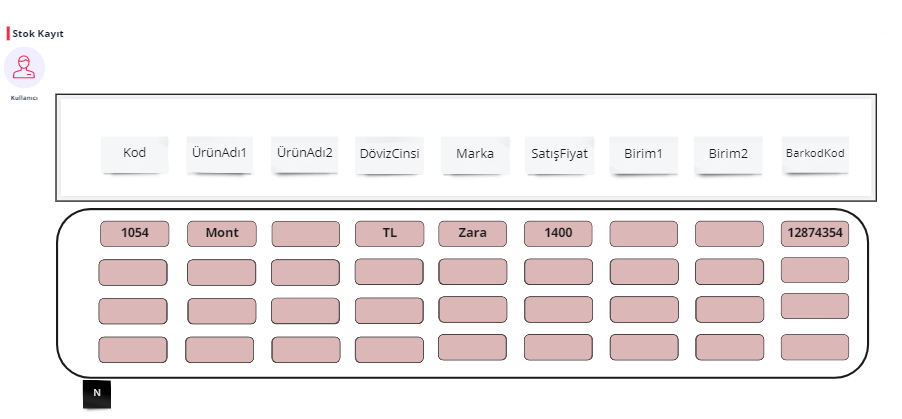 Stok Kayıt
Kullanıcı
Kod ÜrünAdı1 ÜrünAdı2 DövizCinsi Marka SatışFiyat Birim1 Birim2 BarkodKod
1054 Mont TL Zara 1400 12874354
N